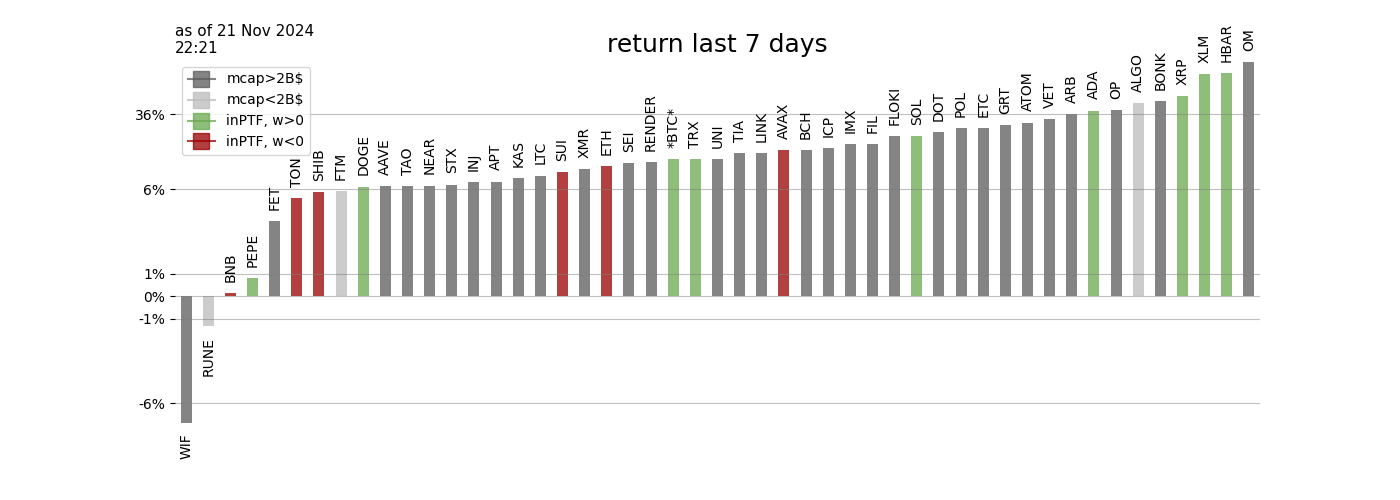 as of 21 Nov 2024
22:21
return last 7 days
mcap>2B$
mcap<2B$
inPTF, w>0
inPTF, w<0
36%
6%
1%
0%
-1%
-6%
WIF
RUNE
BNB
PEPE
FET
TON
SHIB
FTM
DOGE
AAVE
TAO
NEAR
STX
INJ
APT
KAS
LTC
SUI
XMR
ETH
SEI
RENDER
*BTC*
TRX
UNI
TIA
LINK
AVAX
BCH
ICP
IMX
FIL
FLOKI
SOL
DOT
POL
ETC
GRT
ATOM
VET
ARB
ADA
OP
ALGO
BONK
XRP
XLM
HBAR
OM